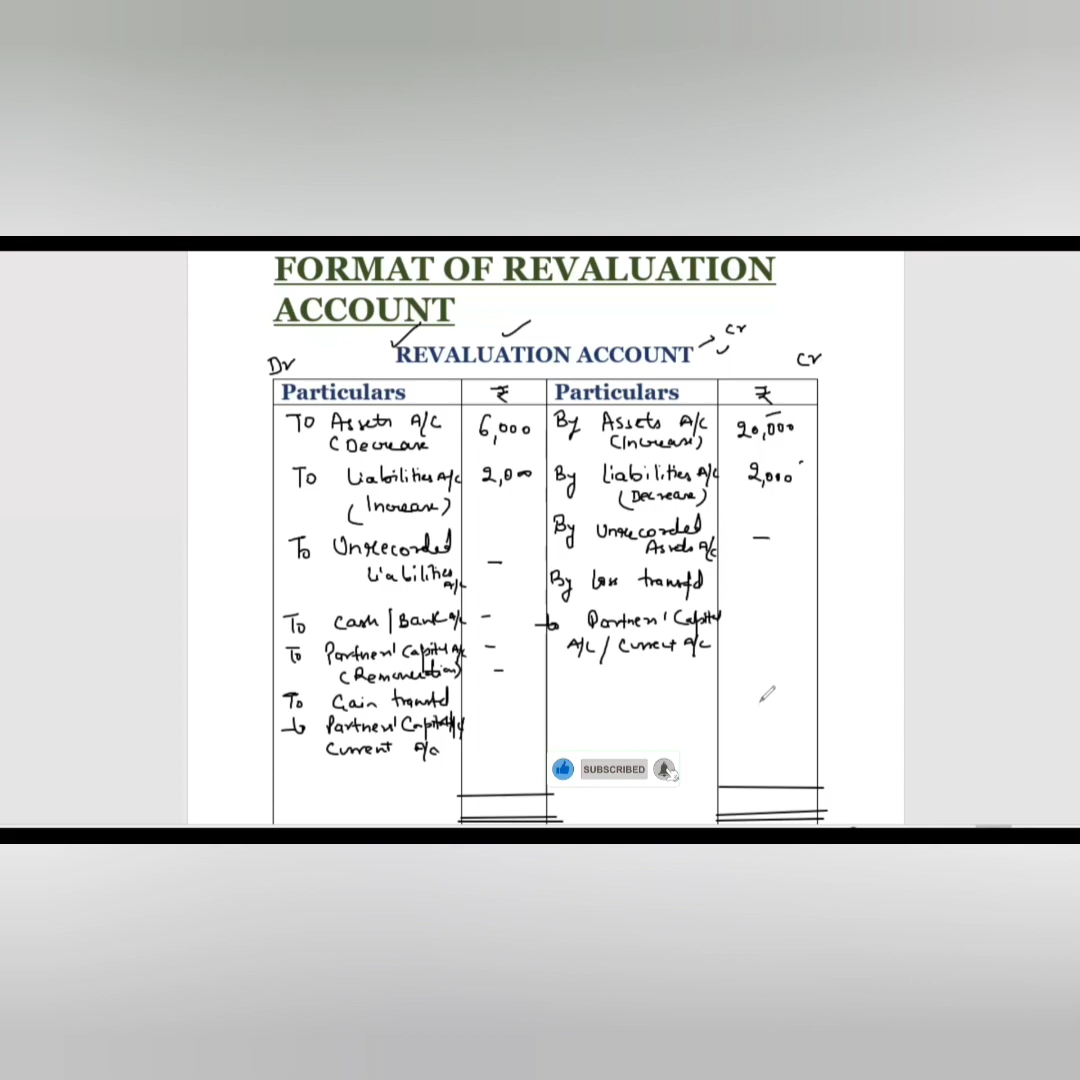 FORMAT OF REVALUATION
ACCOUNT
Cr
REVALUATION ACCOUNT
Dr
Cr
Particulars ₹ Particulars ₹
To Assets A/C 6,000 By Assets A/C 20,000
(Decrease (Increase)
To Liabilities A/C 2,000 By Liabilities A/C 2,000
(Increase) (Decrease)
To Unrecorded – By Unrecorded –
Liabilities A/C Assets A/C
By loss transfd
To Cash / Bank A/C – to Partners' Capital
To Partners' Capital A/C – A/C / Current A/C
(Remuneration) –
To Gain transfd
to Partners' Capital A/C
Current A/C
SUBSCRIBED